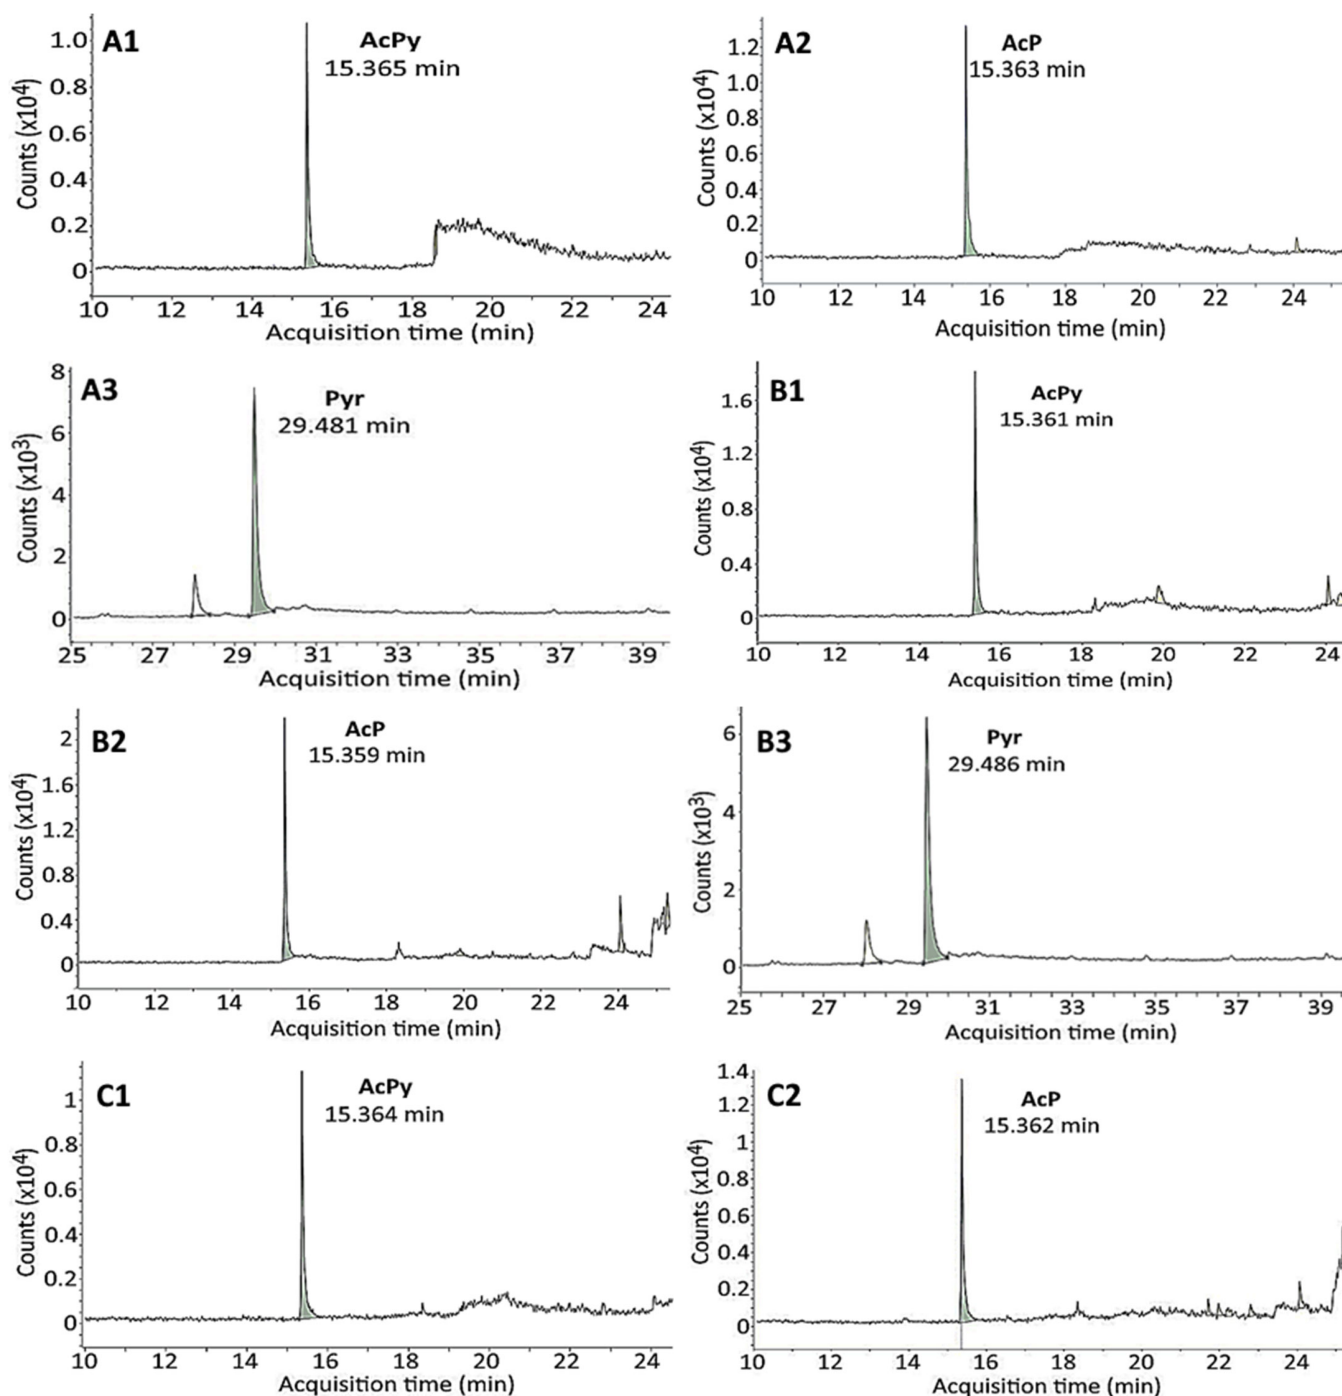 A1
AcPy
15.365 min
Counts (x10⁴)
1.0
0.8
0.6
0.4
0.2
0
10 12 14 16 18 20 22 24
Acquisition time (min)
A2
AcP
15.363 min
Counts (x10⁴)
1.2
1.0
0.8
0.6
0.4
0.2
0
10 12 14 16 18 20 22 24
Acquisition time (min)
A3
Pyr
29.481 min
Counts (x10³)
8
6
4
2
0
25 27 29 31 33 35 37 39
Acquisition time (min)
B1
AcPy
15.361 min
Counts (x10⁴)
1.6
1.2
0.8
0.4
0
10 12 14 16 18 20 22 24
Acquisition time (min)
B2
AcP
15.359 min
Counts (x10⁴)
2
1.6
1.2
0.8
0.4
0
10 12 14 16 18 20 22 24
Acquisition time (min)
B3
Pyr
29.486 min
Counts (x10³)
6
4
2
0
25 27 29 31 33 35 37 39
Acquisition time (min)
C1
AcPy
15.364 min
Counts (x10⁴)
1
0.8
0.6
0.4
0.2
0
10 12 14 16 18 20 22 24
Acquisition time (min)
C2
AcP
15.362 min
Counts (x10⁴)
1.4
1.2
1
0.8
0.6
0.4
0.2
0
10 12 14 16 18 20 22 24
Acquisition time (min)